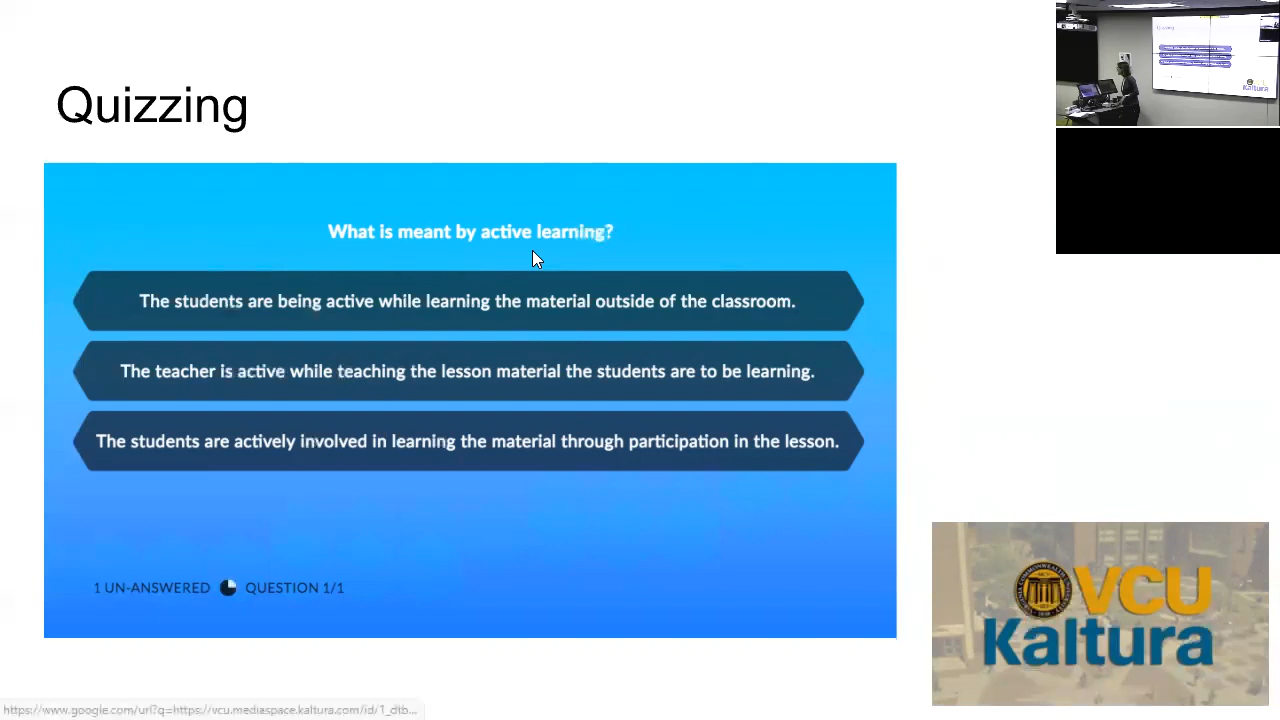 Quizzing
What is meant by active learning?
The students are being active while learning the material outside of the classroom.
The teacher is active while teaching the lesson material the students are to be learning.
The students are actively involved in learning the material through participation in the lesson.
1 UN-ANSWERED QUESTION 1/1
VCU
Kaltura
https://www.google.com/url?q=https://vcu.mediaspace.kaltura.com/id/1_dtb...